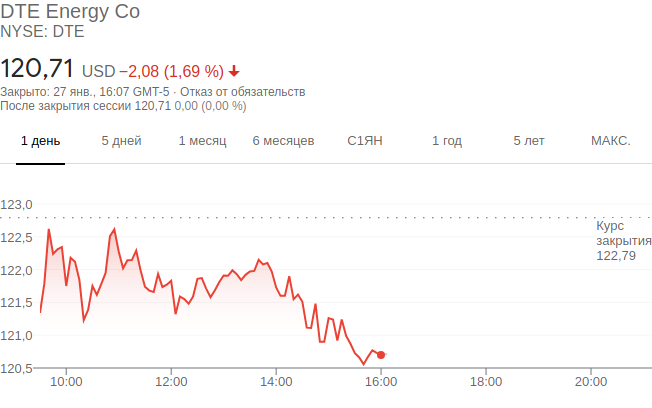 DTE Energy Co
NYSE: DTE
120,71 USD −2,08 (1,69 %)
Закрыто: 27 янв., 16:07 GMT-5 · Отказ от обязательств
После закрытия сессии 120,71 0,00 (0,00 %)
1 день 5 дней 1 месяц 6 месяцев С1ЯН 1 год 5 лет МАКС.
123,0
Курс
122,5
закрытия
122,79
122,0
121,5
121,0
120,5
10:00 12:00 14:00 16:00 18:00 20:00